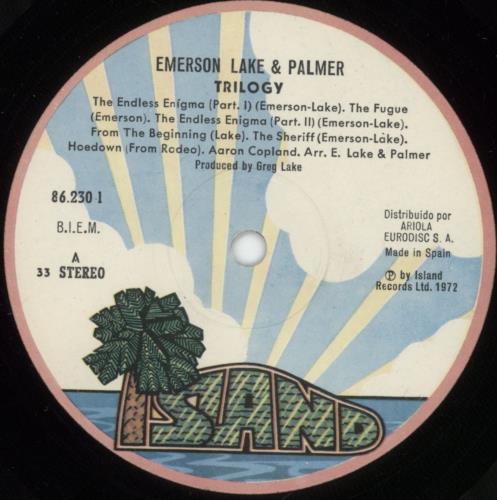 EMERSON LAKE & PALMER
TRILOGY
The Endless Enigma (Part. I) (Emerson-Lake). The Fugue
(Emerson). The Endless Enigma (Part. II) (Emerson-Lake).
From The Beginning (Lake). The Sheriff (Emerson-Lake).
Hoedown (From Rodeo). Aaron Copland. Arr. E. Lake & Palmer
Produced by Greg Lake
86.230 I
B.I.E.M.
A
33 STEREO
Distribuido por
ARIOLA
EURODISC S. A.
Made in Spain
Ⓟ by Island
Records Ltd. 1972
ISLAND